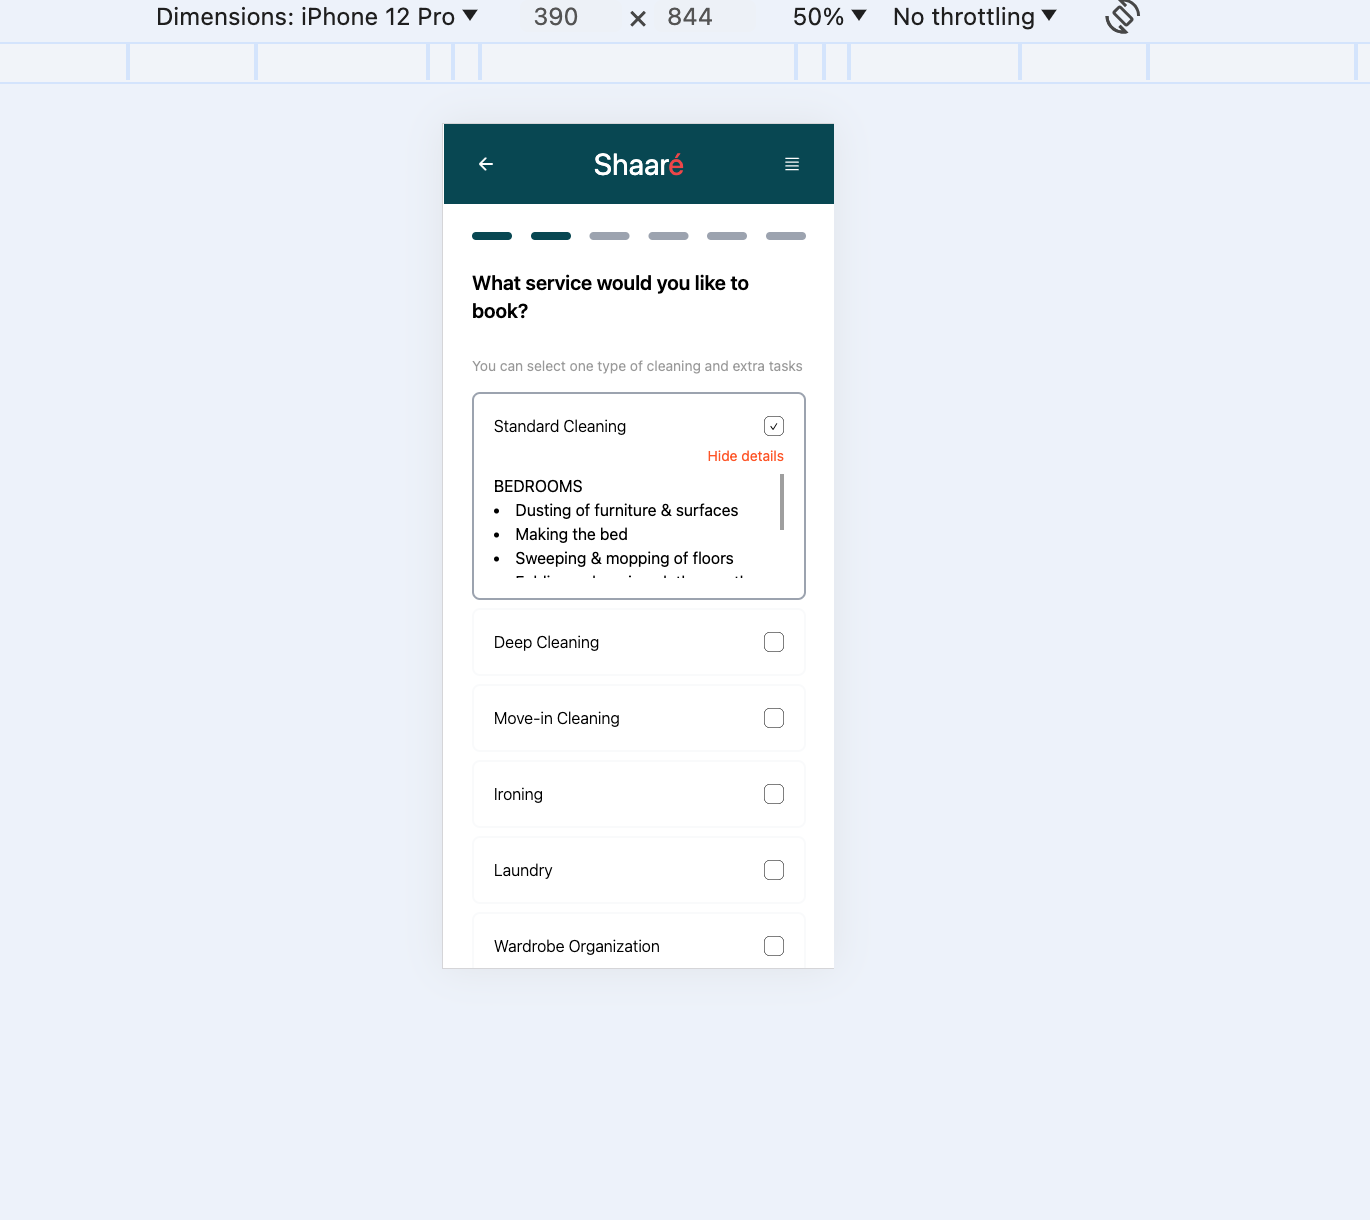 Dimensions: iPhone 12 Pro ▼ 390 × 844 50% ▼ No throttling ▼
Shaaré
What service would you like to
book?
You can select one type of cleaning and extra tasks
Standard Cleaning
Hide details
BEDROOMS
• Dusting of furniture & surfaces
• Making the bed
• Sweeping & mopping of floors
Deep Cleaning
Move-in Cleaning
Ironing
Laundry
Wardrobe Organization